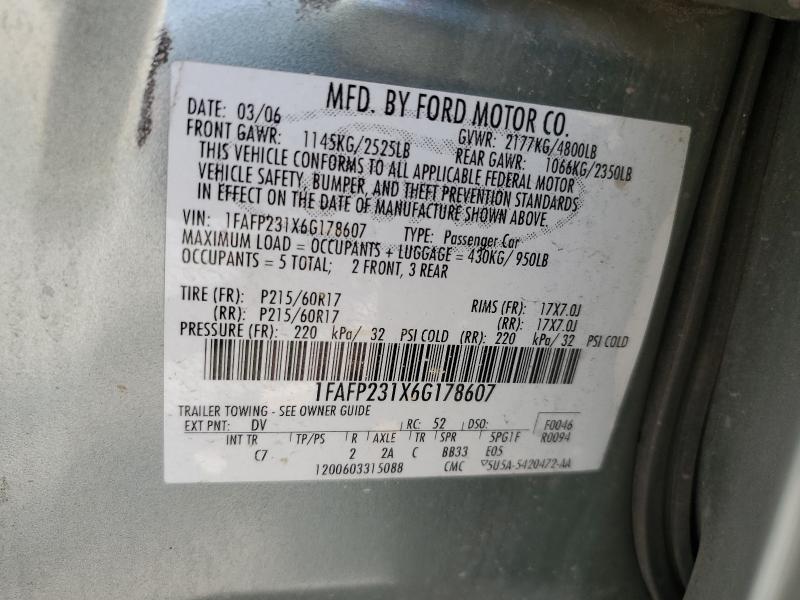 MFD. BY FORD MOTOR CO.
DATE: 03/06 GVWR: 2177KG/4800LB
FRONT GAWR: 1145KG/2525LB REAR GAWR: 1066KG/2350LB
THIS VEHICLE CONFORMS TO ALL APPLICABLE FEDERAL MOTOR
VEHICLE SAFETY, BUMPER, AND THEFT PREVENTION STANDARDS
IN EFFECT ON THE DATE OF MANUFACTURE SHOWN ABOVE.
VIN: 1FAFP231X6G178607 TYPE: Passenger Car
MAXIMUM LOAD = OCCUPANTS + LUGGAGE = 430KG/ 950LB
OCCUPANTS = 5 TOTAL; 2 FRONT, 3 REAR
TIRE (FR): P215/60R17 RIMS (FR): 17X7.0J
(RR): P215/60R17 (RR): 17X7.0J
PRESSURE (FR): 220 kPa/ 32 PSI COLD (RR): 220 kPa/ 32 PSI COLD
1FAFP231X6G178607
TRAILER TOWING - SEE OWNER GUIDE
EXT PNT: DV RC: 52 DSO: F0046
INT TR TP/PS R AXLE TR SPR 5PG1F R0094
C7 2 2A C BB33 E05
1200603315088 CMC 5U5A-5420472-AA